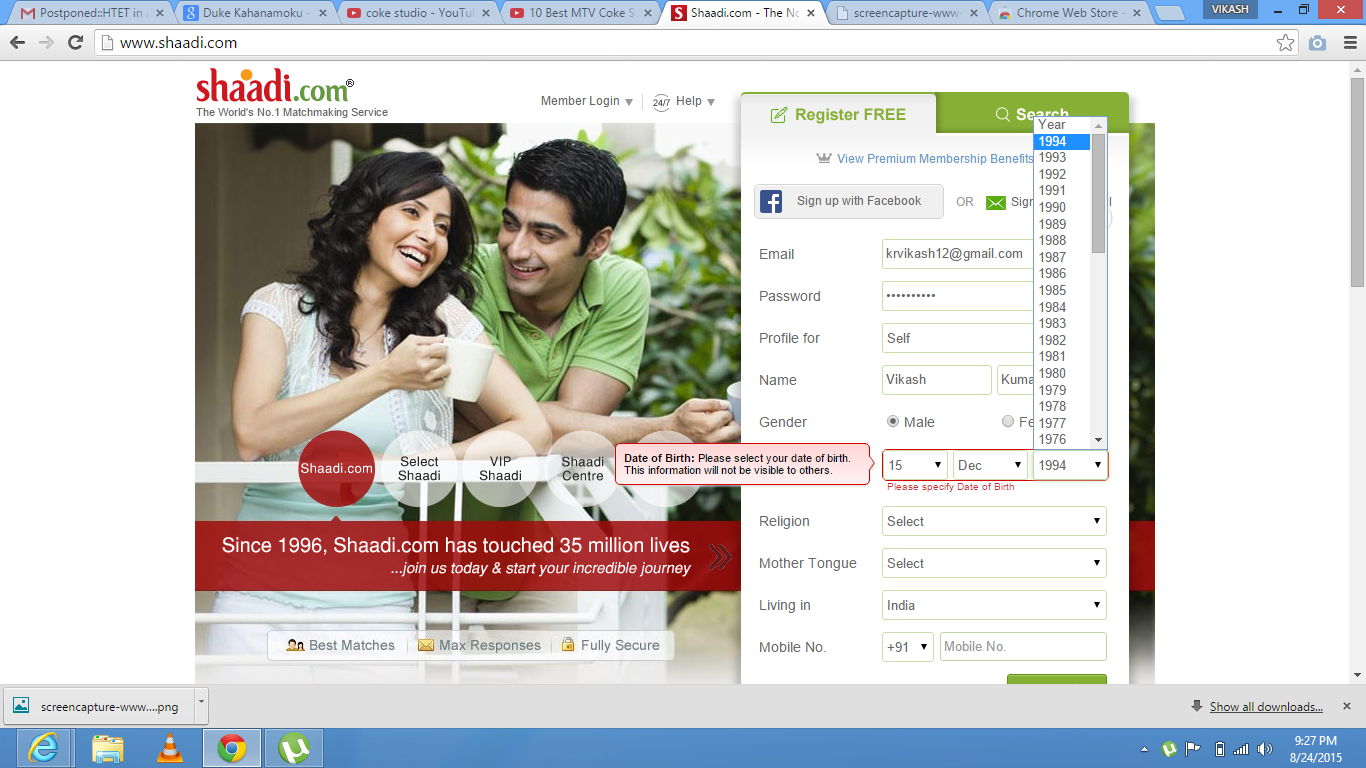 Postponed::HTET in
Duke Kahanamoku -
coke studio - YouTu
10 Best MTV Coke S
Shaadi.com - The No
screencapture-www-
Chrome Web Store -
VIKASH
www.shaadi.com
shaadi.com®
The World's No.1 Matchmaking Service
Member Login
24/7 Help
Register FREE
Search
View Premium Membership Benefits
Sign up with Facebook
OR
Sign
Email
krvikash12@gmail.com
Password
••••••••••
Profile for
Self
Name
Vikash
Kuma
Gender
Male
Fe
Year
1994
1993
1992
1991
1990
1989
1988
1987
1986
1985
1984
1983
1982
1981
1980
1979
1978
1977
1976
Date of Birth: Please select your date of birth.
This information will not be visible to others.
15
Dec
1994
Please specify Date of Birth
Religion
Select
Mother Tongue
Select
Living in
India
Mobile No.
+91
Mobile No.
Shaadi.com
Select
Shaadi
VIP
Shaadi
Shaadi
Centre
Since 1996, Shaadi.com has touched 35 million lives
...join us today & start your incredible journey
Best Matches
Max Responses
Fully Secure
screencapture-www....png
Show all downloads...
9:27 PM
8/24/2015